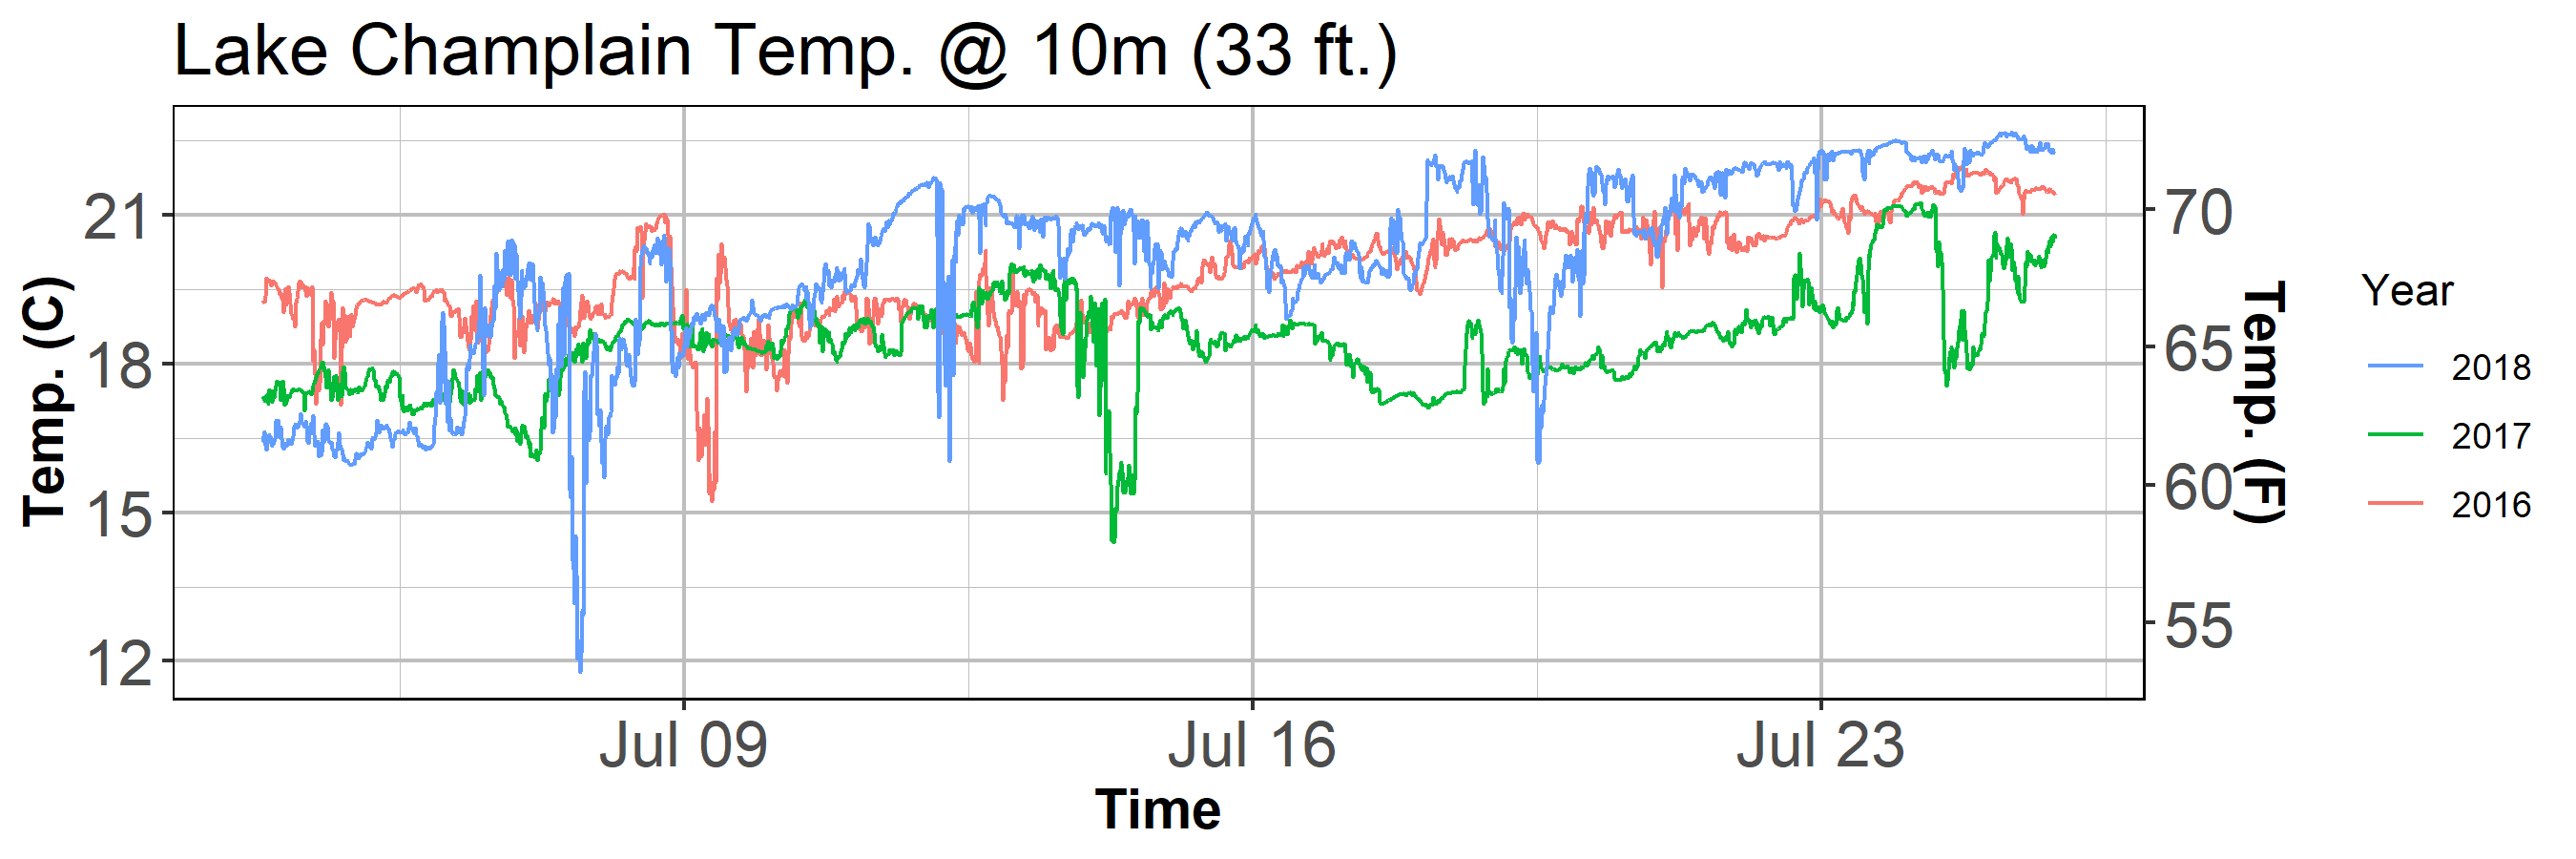 Lake Champlain Temp. @ 10m (33 ft.)
Temp. (C)
21
18
15
12
70
65
60
55
Temp. (F)
Jul 09
Jul 16
Jul 23
Time
Year
2018
2017
2016